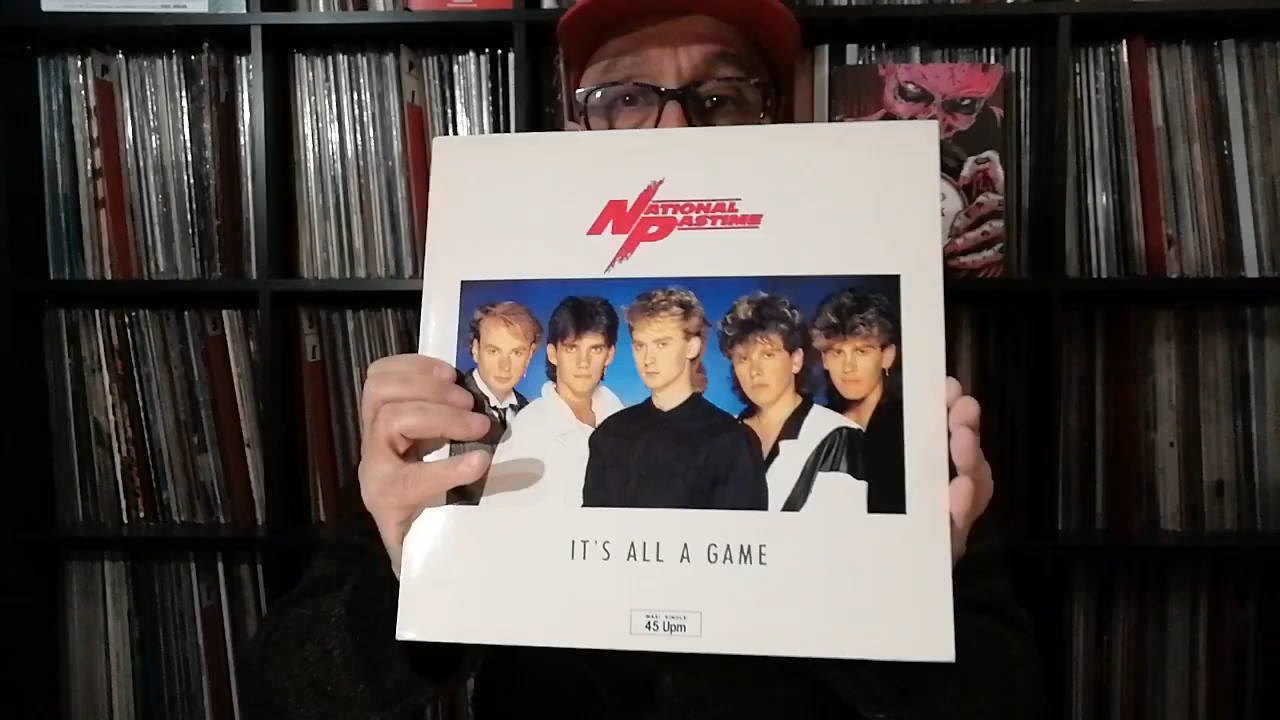 NATIONAL
PASTIME
IT'S ALL A GAME
MAXI SINGLE
45 Upm